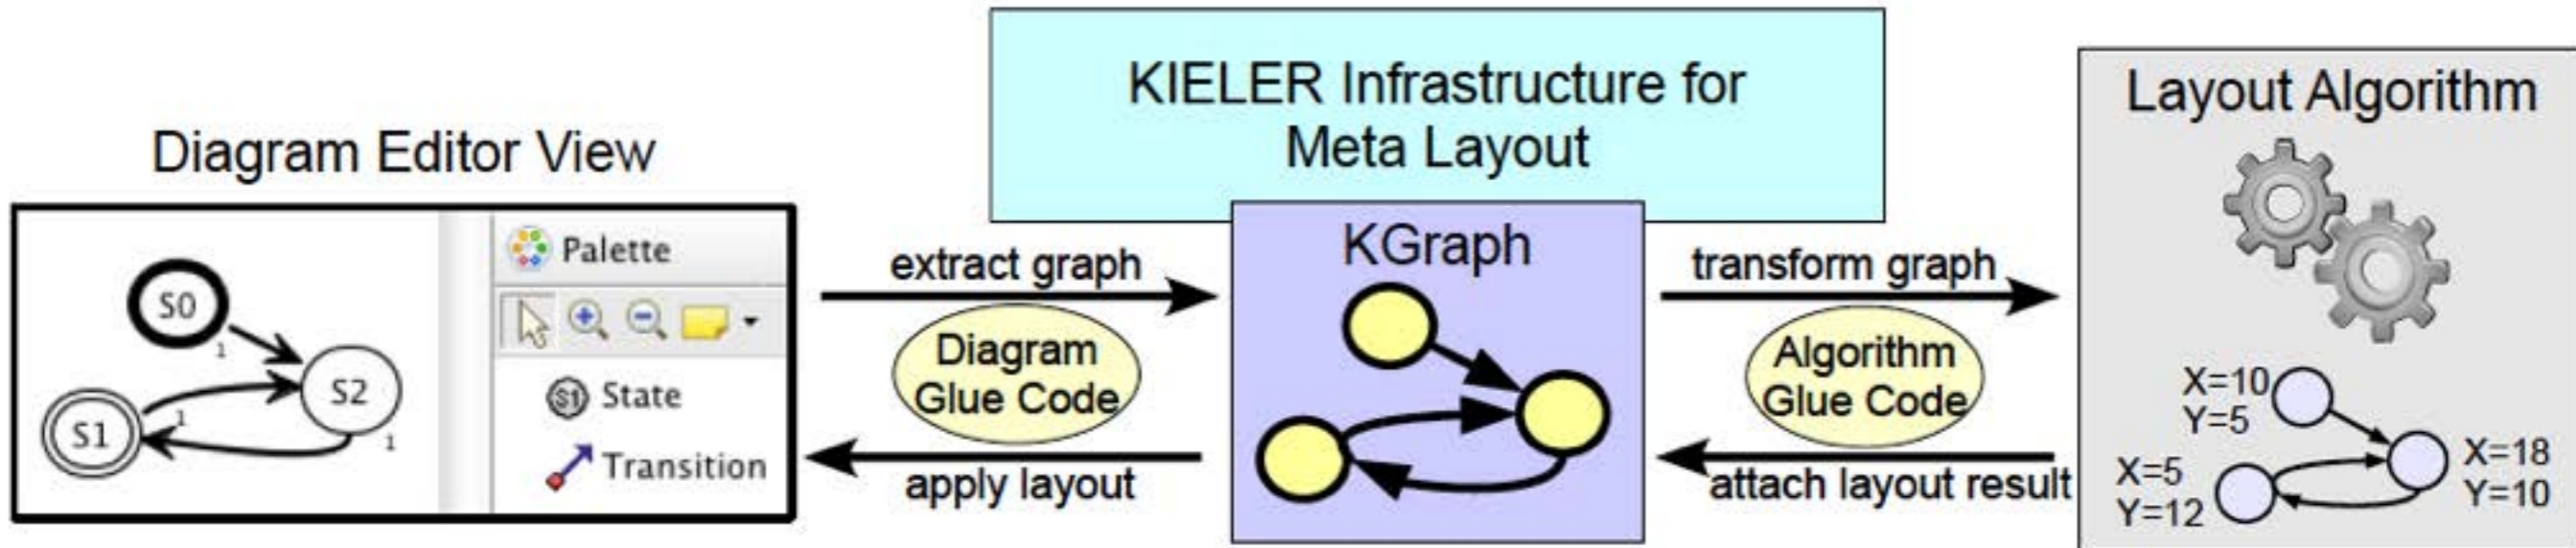 Diagram Editor View
S0
1
S2
1
S1
1
Palette
S1 State
Transition
extract graph
Diagram
Glue Code
apply layout
KIELER Infrastructure for
Meta Layout
KGraph
transform graph
Algorithm
Glue Code
attach layout result
Layout Algorithm
X=10
Y=5
X=18
Y=10
X=5
Y=12